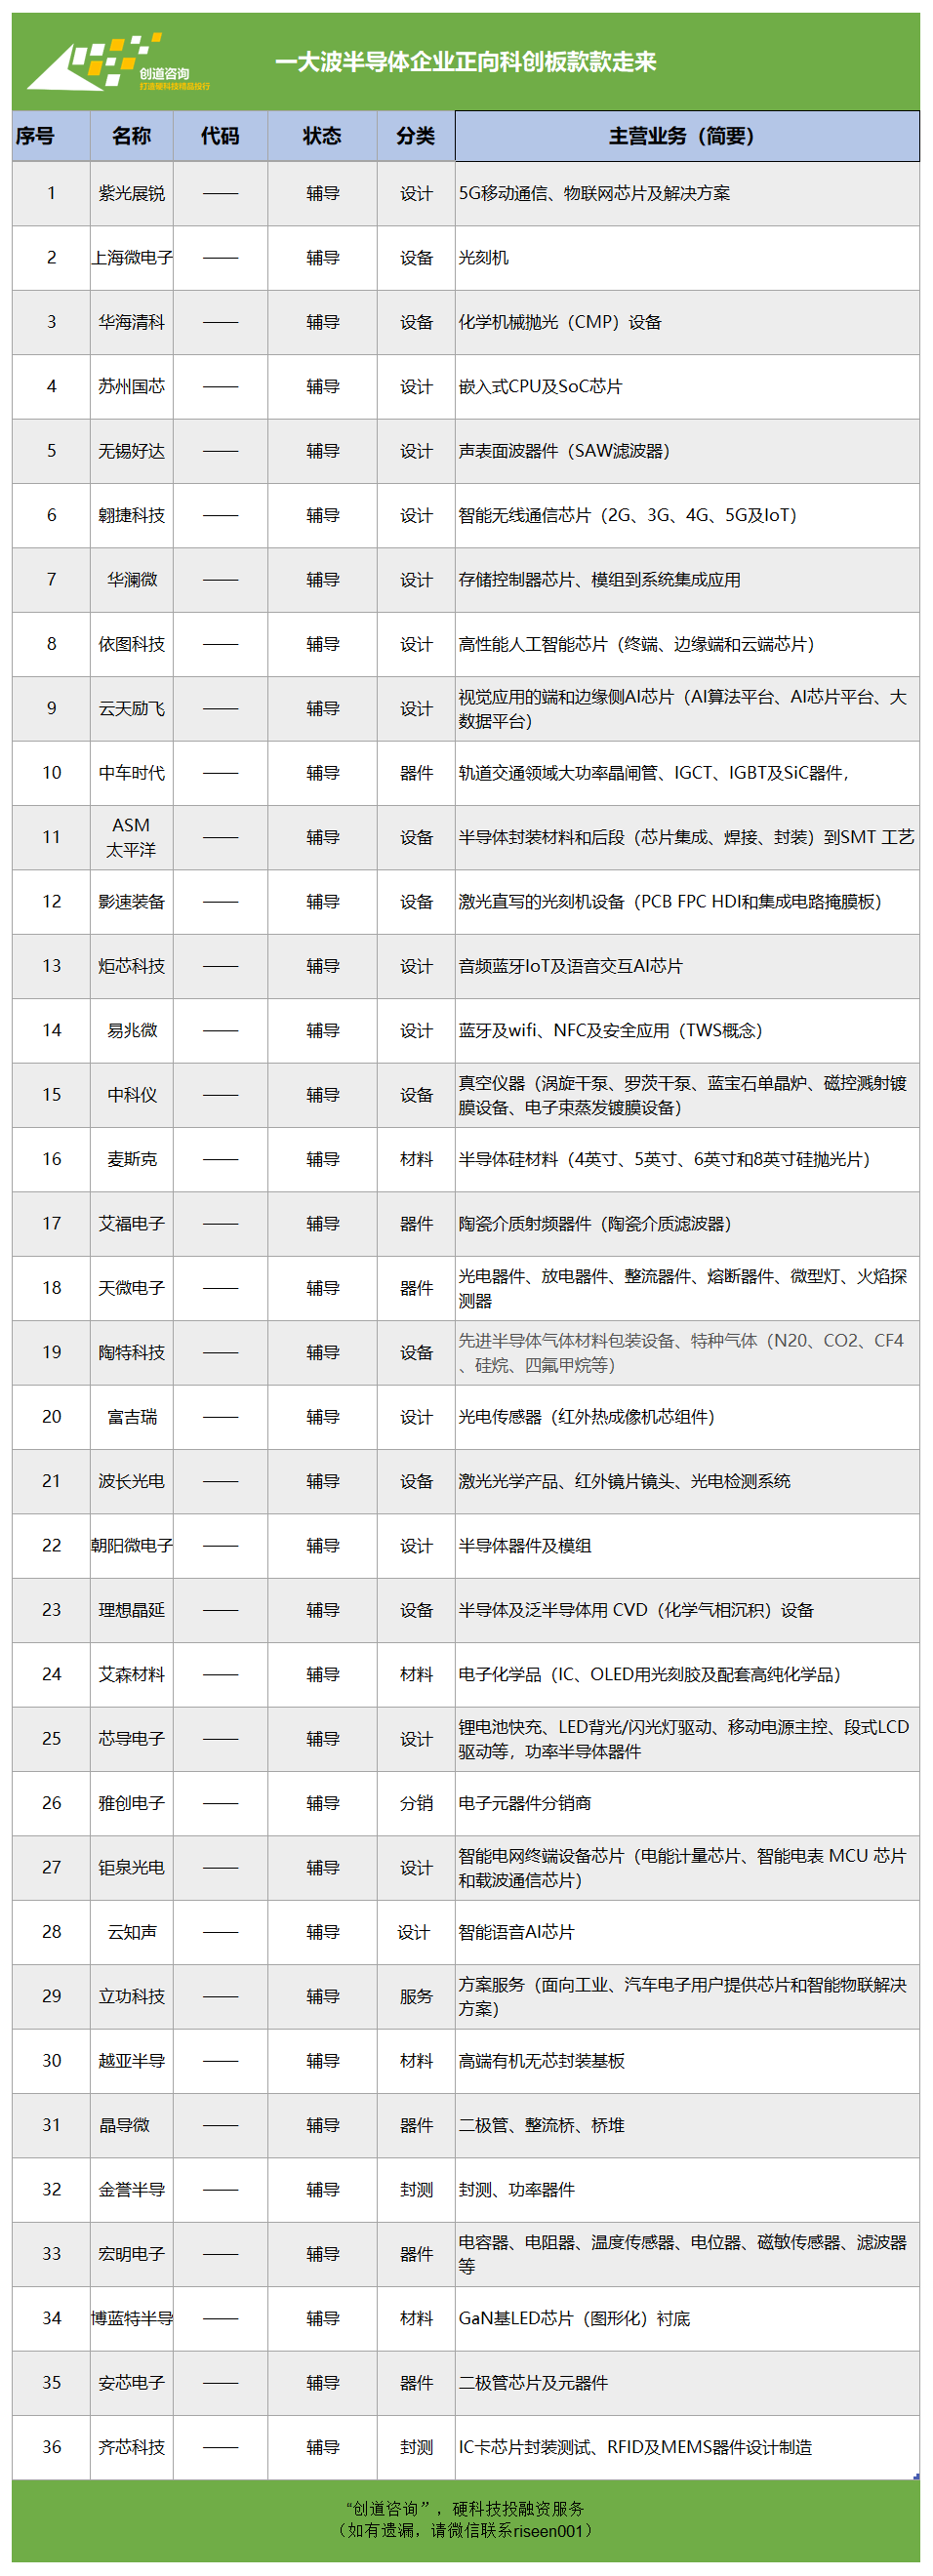 创道咨询
打造硬科技精品投行
一大波半导体企业正向科创板款款走来
序号 名称 代码 状态 分类 主营业务（简要）
1 紫光展锐 —— 辅导 设计 5G移动通信、物联网芯片及解决方案
2 上海微电子 —— 辅导 设备 光刻机
3 华海清科 —— 辅导 设备 化学机械抛光（CMP）设备
4 苏州国芯 —— 辅导 设计 嵌入式CPU及SoC芯片
5 无锡好达 —— 辅导 设计 声表面波器件（SAW滤波器）
6 翱捷科技 —— 辅导 设计 智能无线通信芯片（2G、3G、4G、5G及IoT）
7 华澜微 —— 辅导 设计 存储控制器芯片、模组到系统集成应用
8 依图科技 —— 辅导 设计 高性能人工智能芯片（终端、边缘端和云端芯片）
9 云天励飞 —— 辅导 设计 视觉应用的端和边缘侧AI芯片（AI算法平台、AI芯片平台、大
数据平台）
10 中车时代 —— 辅导 器件 轨道交通领域大功率晶闸管、IGCT、IGBT及SiC器件，
11 ASM
太平洋 —— 辅导 设备 半导体封装材料和后段（芯片集成、焊接、封装）到SMT 工艺
12 影速装备 —— 辅导 设备 激光直写的光刻机设备（PCB FPC HDI和集成电路掩膜板）
13 炬芯科技 —— 辅导 设计 音频蓝牙IoT及语音交互AI芯片
14 易兆微 —— 辅导 设计 蓝牙及wifi、NFC及安全应用（TWS概念）
15 中科仪 —— 辅导 设备 真空仪器（涡旋干泵、罗茨干泵、蓝宝石单晶炉、磁控溅射镀
膜设备、电子束蒸发镀膜设备）
16 麦斯克 —— 辅导 材料 半导体硅材料（4英寸、5英寸、6英寸和8英寸硅抛光片）
17 艾福电子 —— 辅导 器件 陶瓷介质射频器件（陶瓷介质滤波器）
18 天微电子 —— 辅导 器件 光电器件、放电器件、整流器件、熔断器件、微型灯、火焰探
测器
19 陶特科技 —— 辅导 设备 先进半导体气体材料包装设备、特种气体（N20、CO2、CF4
、硅烷、四氟甲烷等）
20 富吉瑞 —— 辅导 设计 光电传感器（红外热成像机芯组件）
21 波长光电 —— 辅导 设备 激光光学产品、红外镜片镜头、光电检测系统
22 朝阳微电子 —— 辅导 设计 半导体器件及模组
23 理想晶延 —— 辅导 设备 半导体及泛半导体用 CVD（化学气相沉积）设备
24 艾森材料 —— 辅导 材料 电子化学品（IC、OLED用光刻胶及配套高纯化学品）
25 芯导电子 —— 辅导 设计 锂电池快充、LED背光/闪光灯驱动、移动电源主控、段式LCD
驱动等，功率半导体器件
26 雅创电子 —— 辅导 分销 电子元器件分销商
27 钜泉光电 —— 辅导 设计 智能电网终端设备芯片（电能计量芯片、智能电表 MCU 芯片
和载波通信芯片）
28 云知声 —— 辅导 设计 智能语音AI芯片
29 立功科技 —— 辅导 服务 方案服务（面向工业、汽车电子用户提供芯片和智能物联解决
方案）
30 越亚半导 —— 辅导 材料 高端有机无芯封装基板
31 晶导微 —— 辅导 器件 二极管、整流桥、桥堆
32 金誉半导 —— 辅导 封测 封测、功率器件
33 宏明电子 —— 辅导 器件 电容器、电阻器、温度传感器、电位器、磁敏传感器、滤波器
等
34 博蓝特半导 —— 辅导 材料 GaN基LED芯片（图形化）衬底
35 安芯电子 —— 辅导 器件 二极管芯片及元器件
36 齐芯科技 —— 辅导 封测 IC卡芯片封装测试、RFID及MEMS器件设计制造
“创道咨询”，硬科技投融资服务
（如有遗漏，请微信联系riseen001）